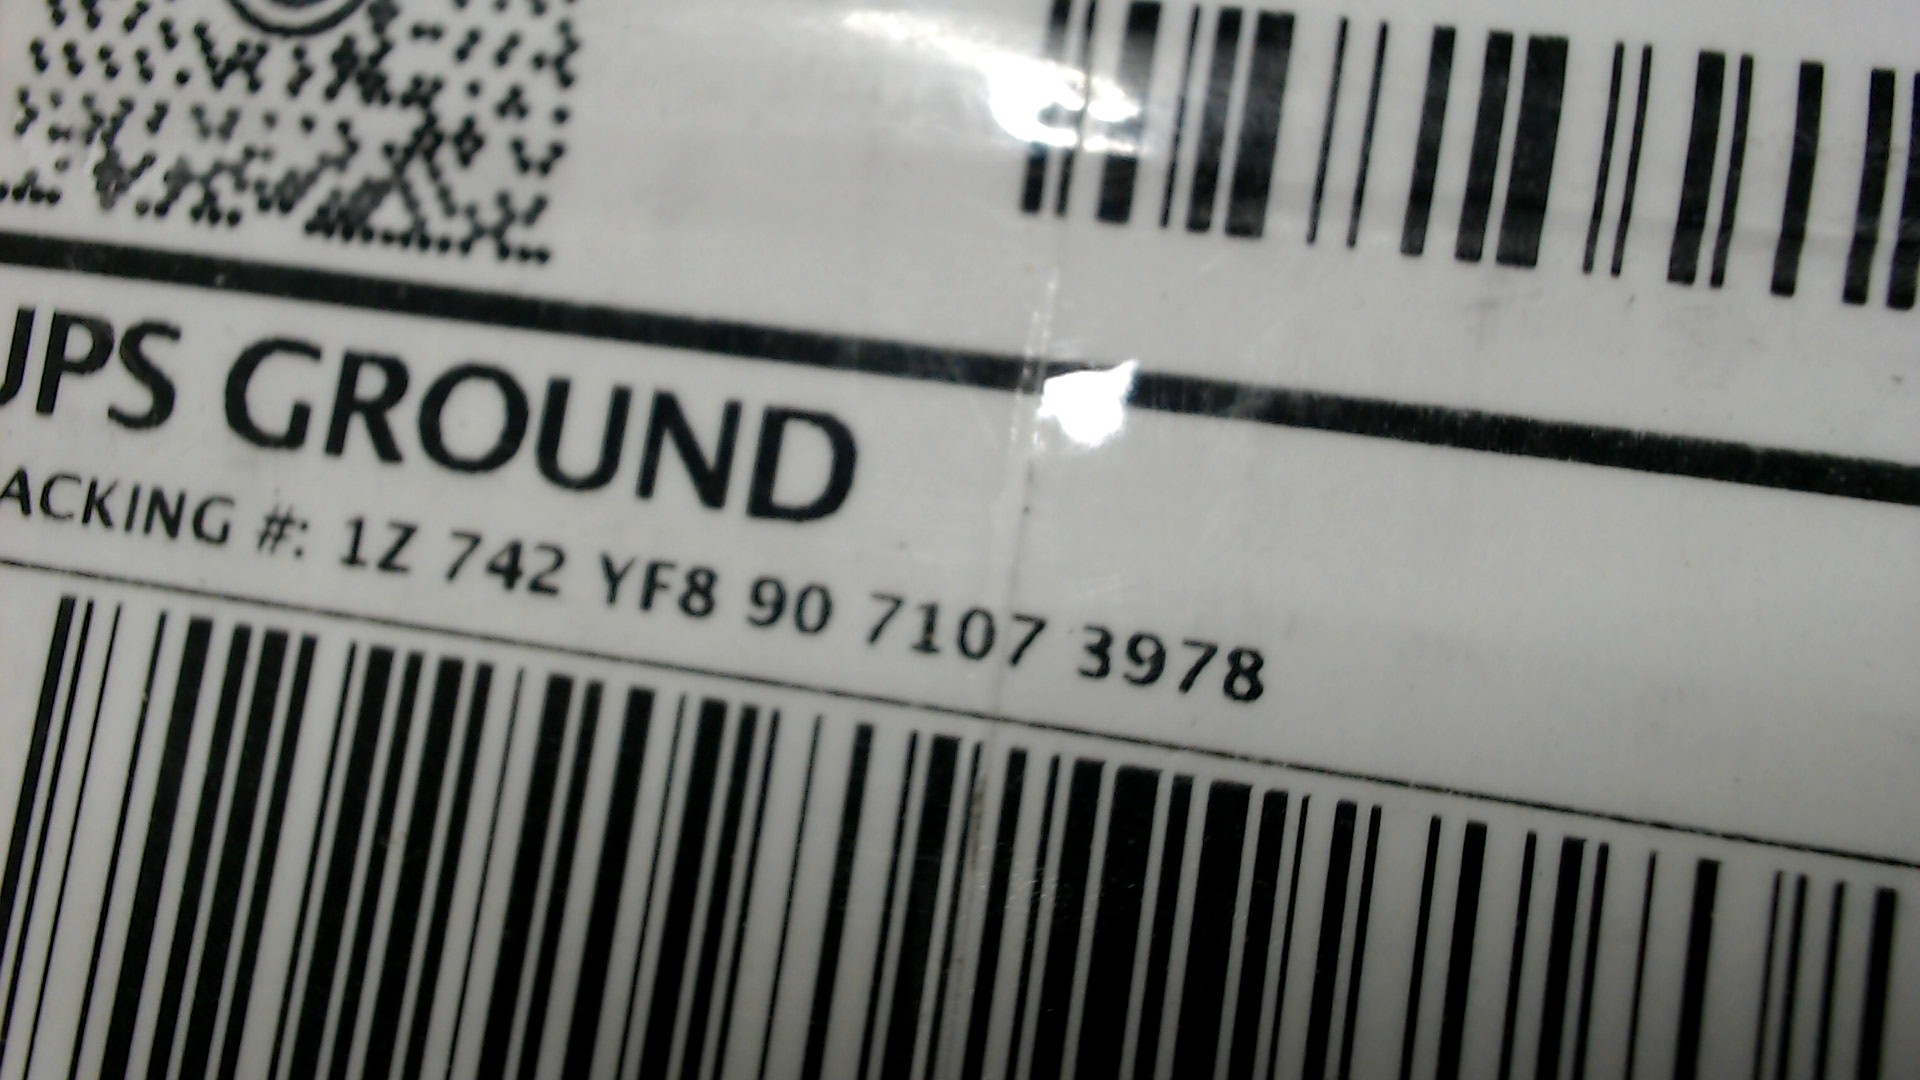 UPS GROUND
ACKING #: 1Z 742 YF8 90 7107 3978